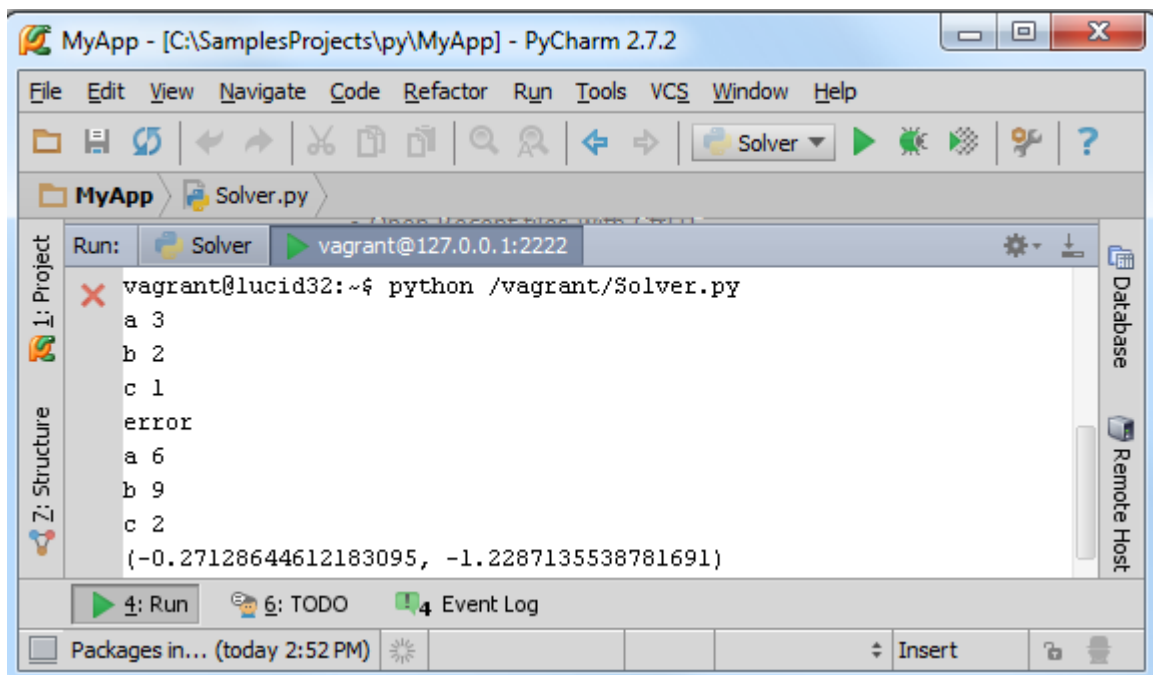 MyApp - [C:\SamplesProjects\py\MyApp] - PyCharm 2.7.2
File Edit View Navigate Code Refactor Run Tools VCS Window Help
Solver
MyApp Solver.py
Run: Solver vagrant@127.0.0.1:2222
1: Project
Z: Structure
vagrant@lucid32:~$ python /vagrant/Solver.py
a 3
b 2
c 1
error
a 6
b 9
c 2
(-0.27128644612183095, -1.2287135538781691)
Database
Remote Host
4: Run 6: TODO 4 Event Log
Packages in... (today 2:52 PM) Insert